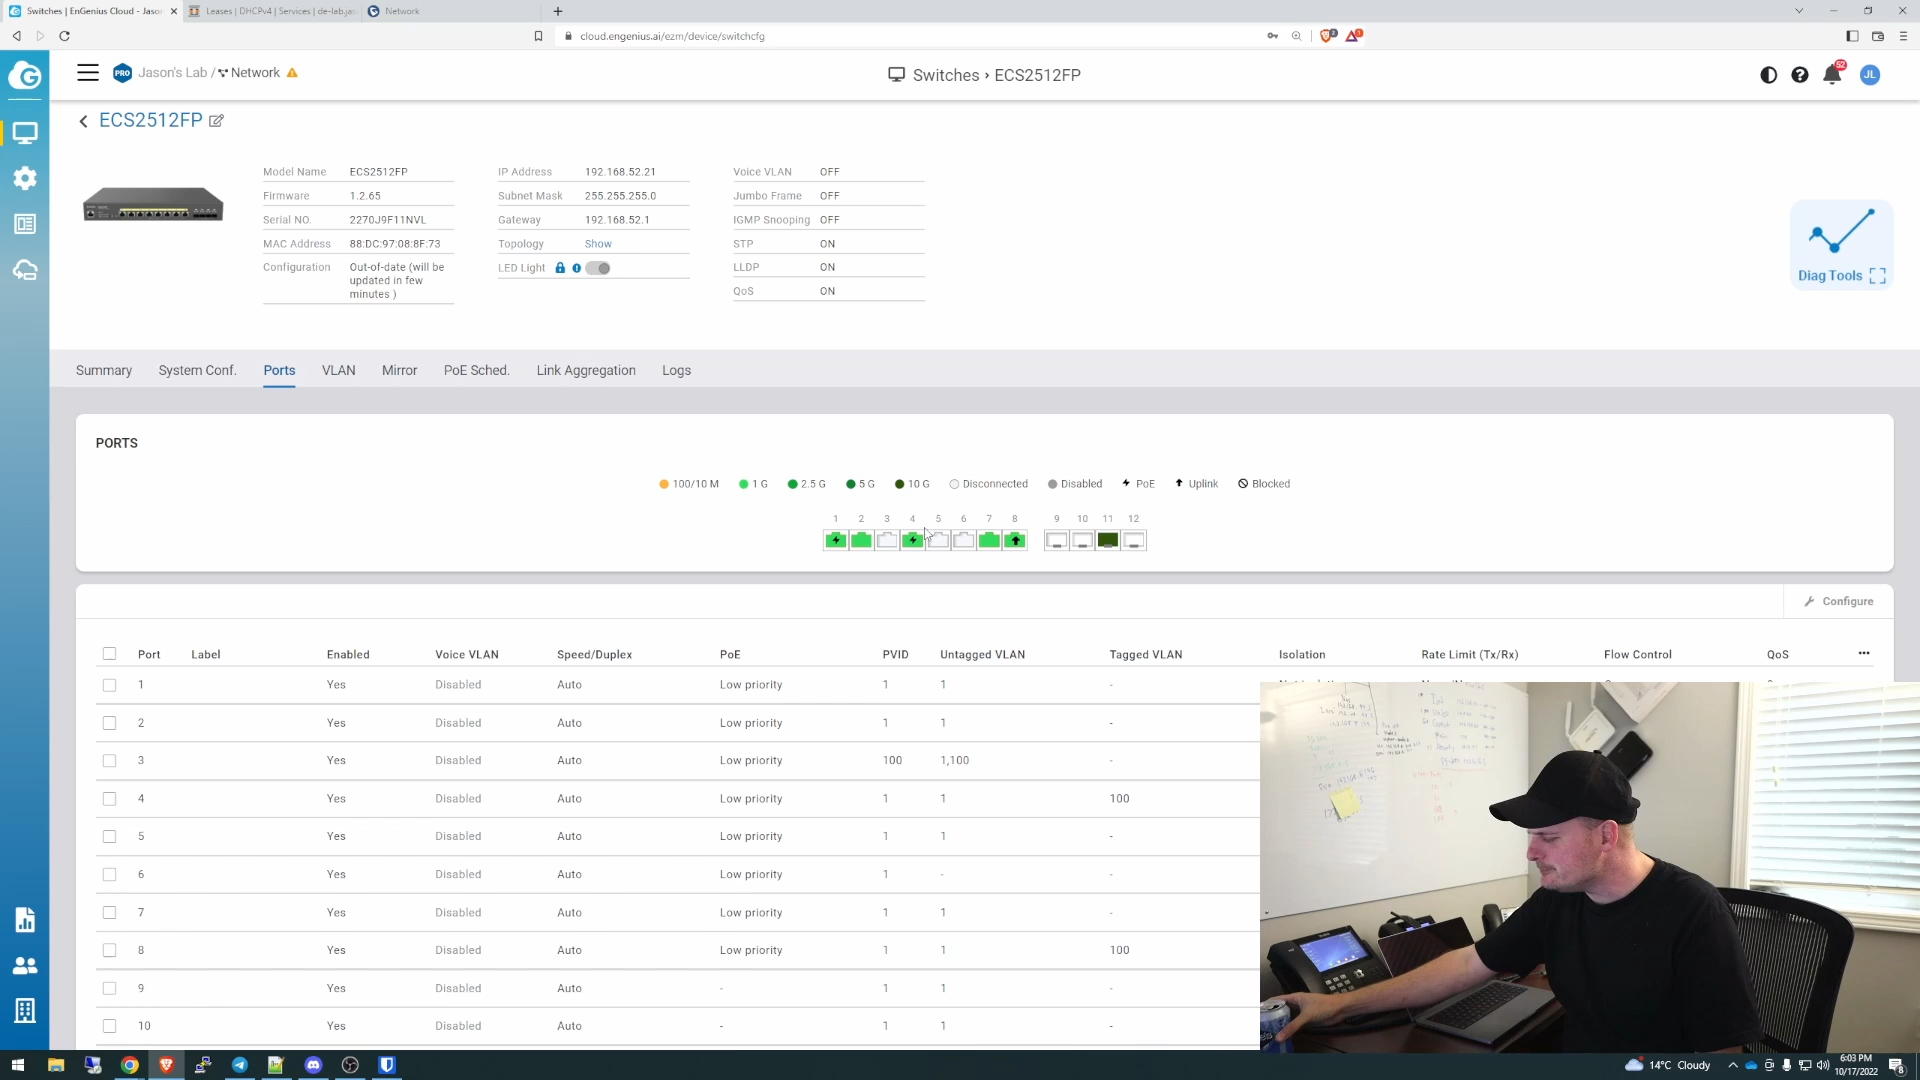 Switches | EnGenius Cloud - Jason
Leases | DHCPv4 | Services | de-lab.jas
Network
cloud.engenius.ai/ezm/device/switchcfg
PRO
Jason's Lab / Network
Switches › ECS2512FP
52
JL
ECS2512FP
Model Name ECS2512FP
Firmware 1.2.65
Serial NO. 2270J9F11NVL
MAC Address 88:DC:97:08:8F:73
Configuration Out-of-date (will be
updated in few
minutes )
IP Address 192.168.52.21
Subnet Mask 255.255.255.0
Gateway 192.168.52.1
Topology Show
LED Light
Voice VLAN OFF
Jumbo Frame OFF
IGMP Snooping OFF
STP ON
LLDP ON
QoS ON
Diag Tools
Summary System Conf. Ports VLAN Mirror PoE Sched. Link Aggregation Logs
PORTS
100/10 M 1 G 2.5 G 5 G 10 G Disconnected Disabled PoE Uplink Blocked
1 2 3 4 5 6 7 8 9 10 11 12
Configure
Port Label Enabled Voice VLAN Speed/Duplex PoE PVID Untagged VLAN Tagged VLAN Isolation Rate Limit (Tx/Rx) Flow Control QoS •••
1 Yes Disabled Auto Low priority 1 1 -
2 Yes Disabled Auto Low priority 1 1 -
3 Yes Disabled Auto Low priority 100 1,100 -
4 Yes Disabled Auto Low priority 1 1 100
5 Yes Disabled Auto Low priority 1 1 -
6 Yes Disabled Auto Low priority 1 - -
7 Yes Disabled Auto Low priority 1 1 -
8 Yes Disabled Auto Low priority 1 1 100
9 Yes Disabled Auto - 1 1 -
10 Yes Disabled Auto - 1 1 -
14°C Cloudy
6:03 PM
10/17/2022
8